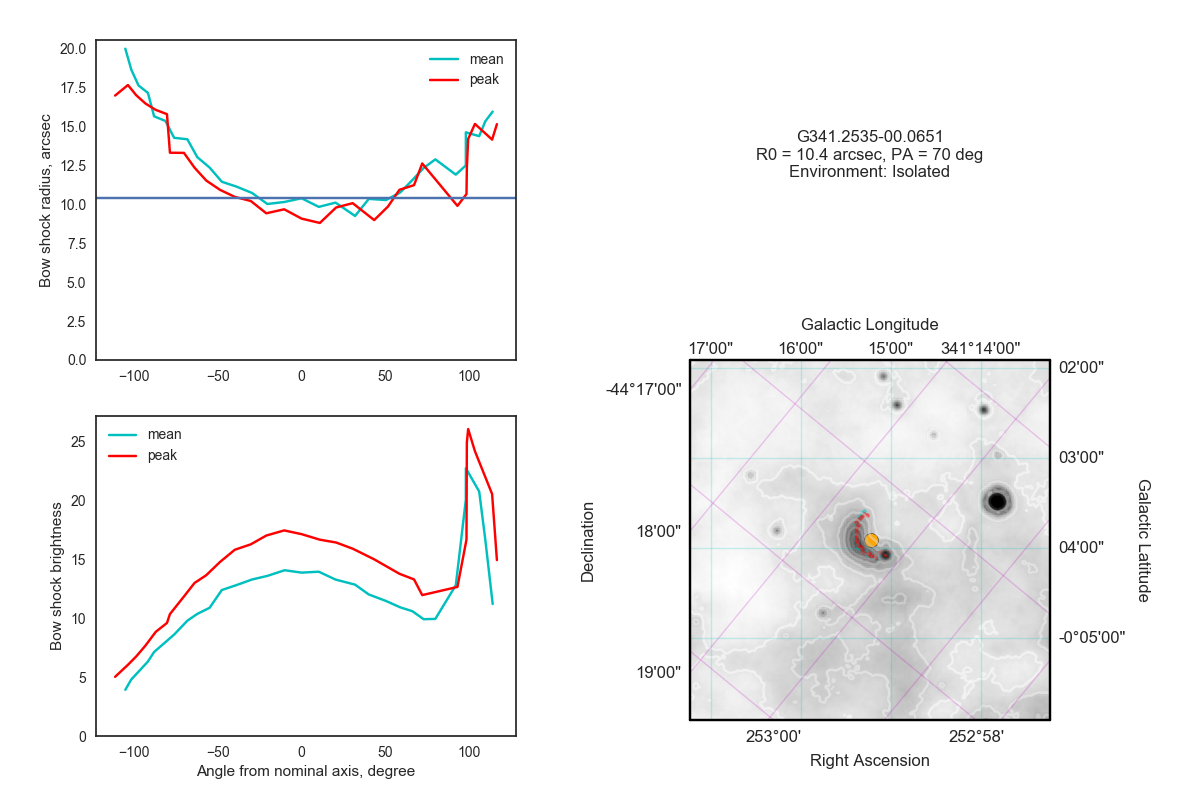 20.0
17.5
15.0
12.5
10.0
7.5
5.0
2.5
0.0
Bow shock radius, arcsec
mean
peak
−100
−50
0
50
100
G341.2535-00.0651
R0 = 10.4 arcsec, PA = 70 deg
Environment: Isolated
25
20
15
10
5
0
Bow shock brightness
mean
peak
−100
−50
0
50
100
Angle from nominal axis, degree
Galactic Longitude
17'00"
16'00"
15'00"
341°14'00"
-44°17'00"
18'00"
19'00"
Declination
02'00"
03'00"
04'00"
-0°05'00"
Galactic Latitude
253°00'
252°58'
Right Ascension